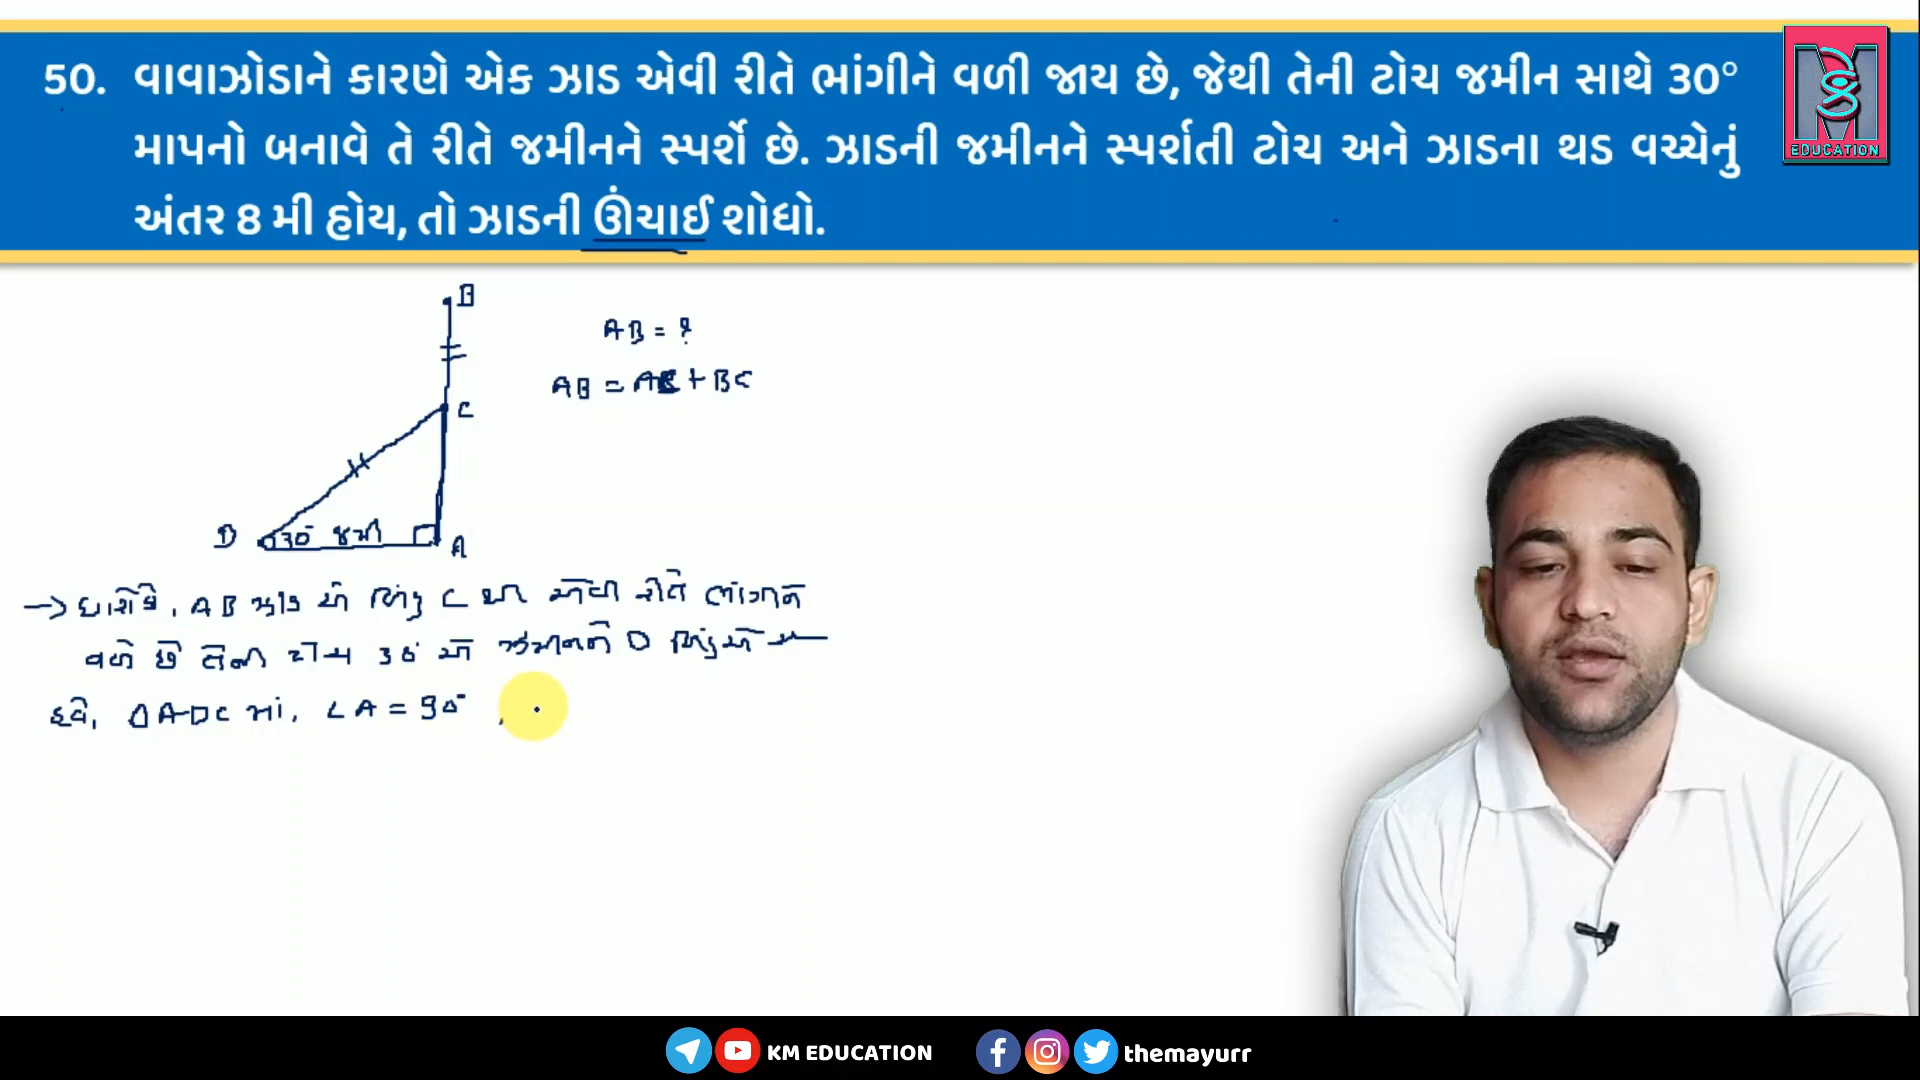 50. વાવાઝોડાને કારણે એક ઝાડ એવી રીતે ભાંગીને વળી જાય છે, જેથી તેની ટોચ જમીન સાથે 30°
માપનો બનાવે તે રીતે જમીનને સ્પર્શે છે. ઝાડની જમીનને સ્પર્શતી ટોચ અને ઝાડના થડ વચ્ચેનું
અંતર 8 મી હોય, તો ઝાડની ઊંચાઈ શોધો.
EDUCATION
B
AB = ?
AB = AC + BC
C
D 30° 8મી A
→ ધારોકે, AB ઝાડ એ બિંદુ C થી એવી રીતે ભાંગીને
વળે છે તેની ટોચ 30° એ જમીનને D બિંદુએ
હવે, ΔADC માં, ∠A = 90° ,
KM EDUCATION
themayurr